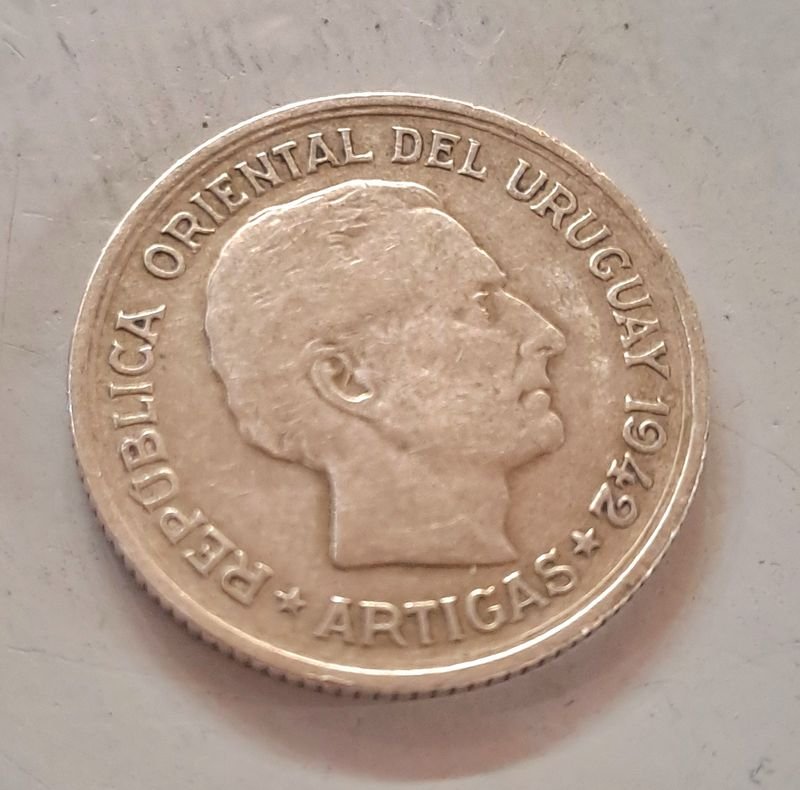 REPÚBLICA ORIENTAL DEL URUGUAY 1942
★ ARTIGAS ★